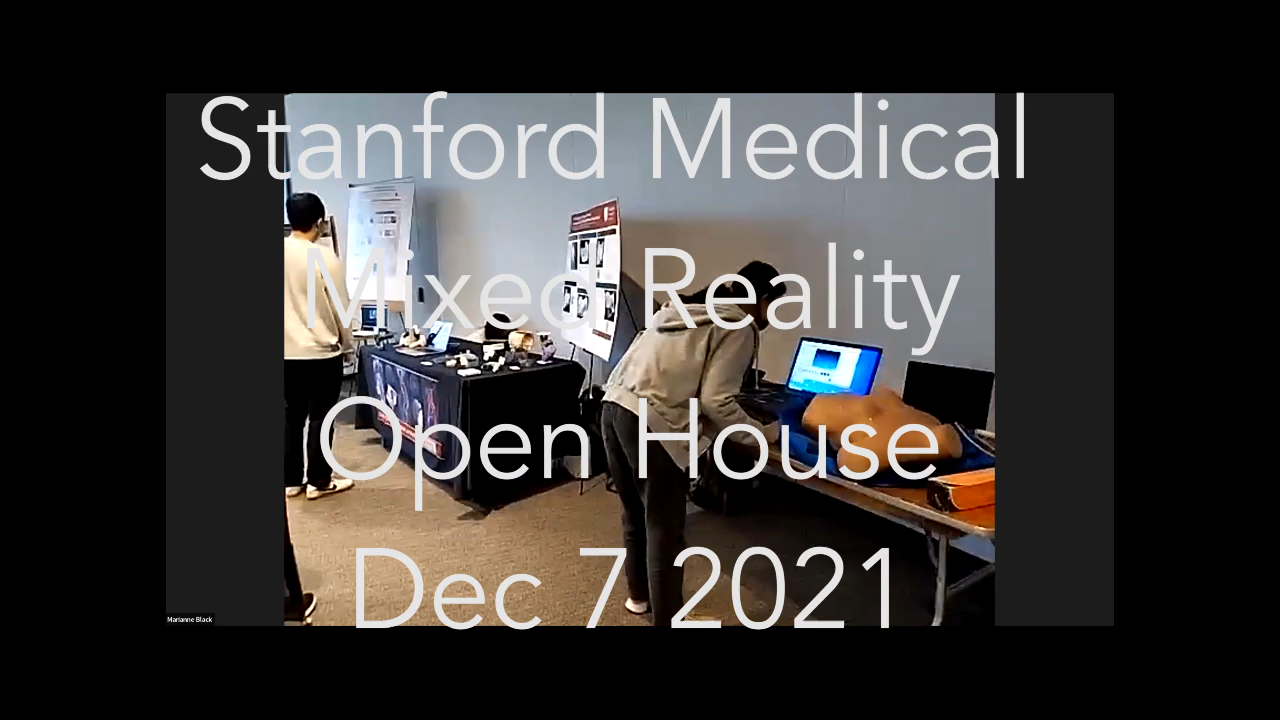 Stanford Medical
Mixed Reality
Open House
Dec 7 2021
Marianne Black